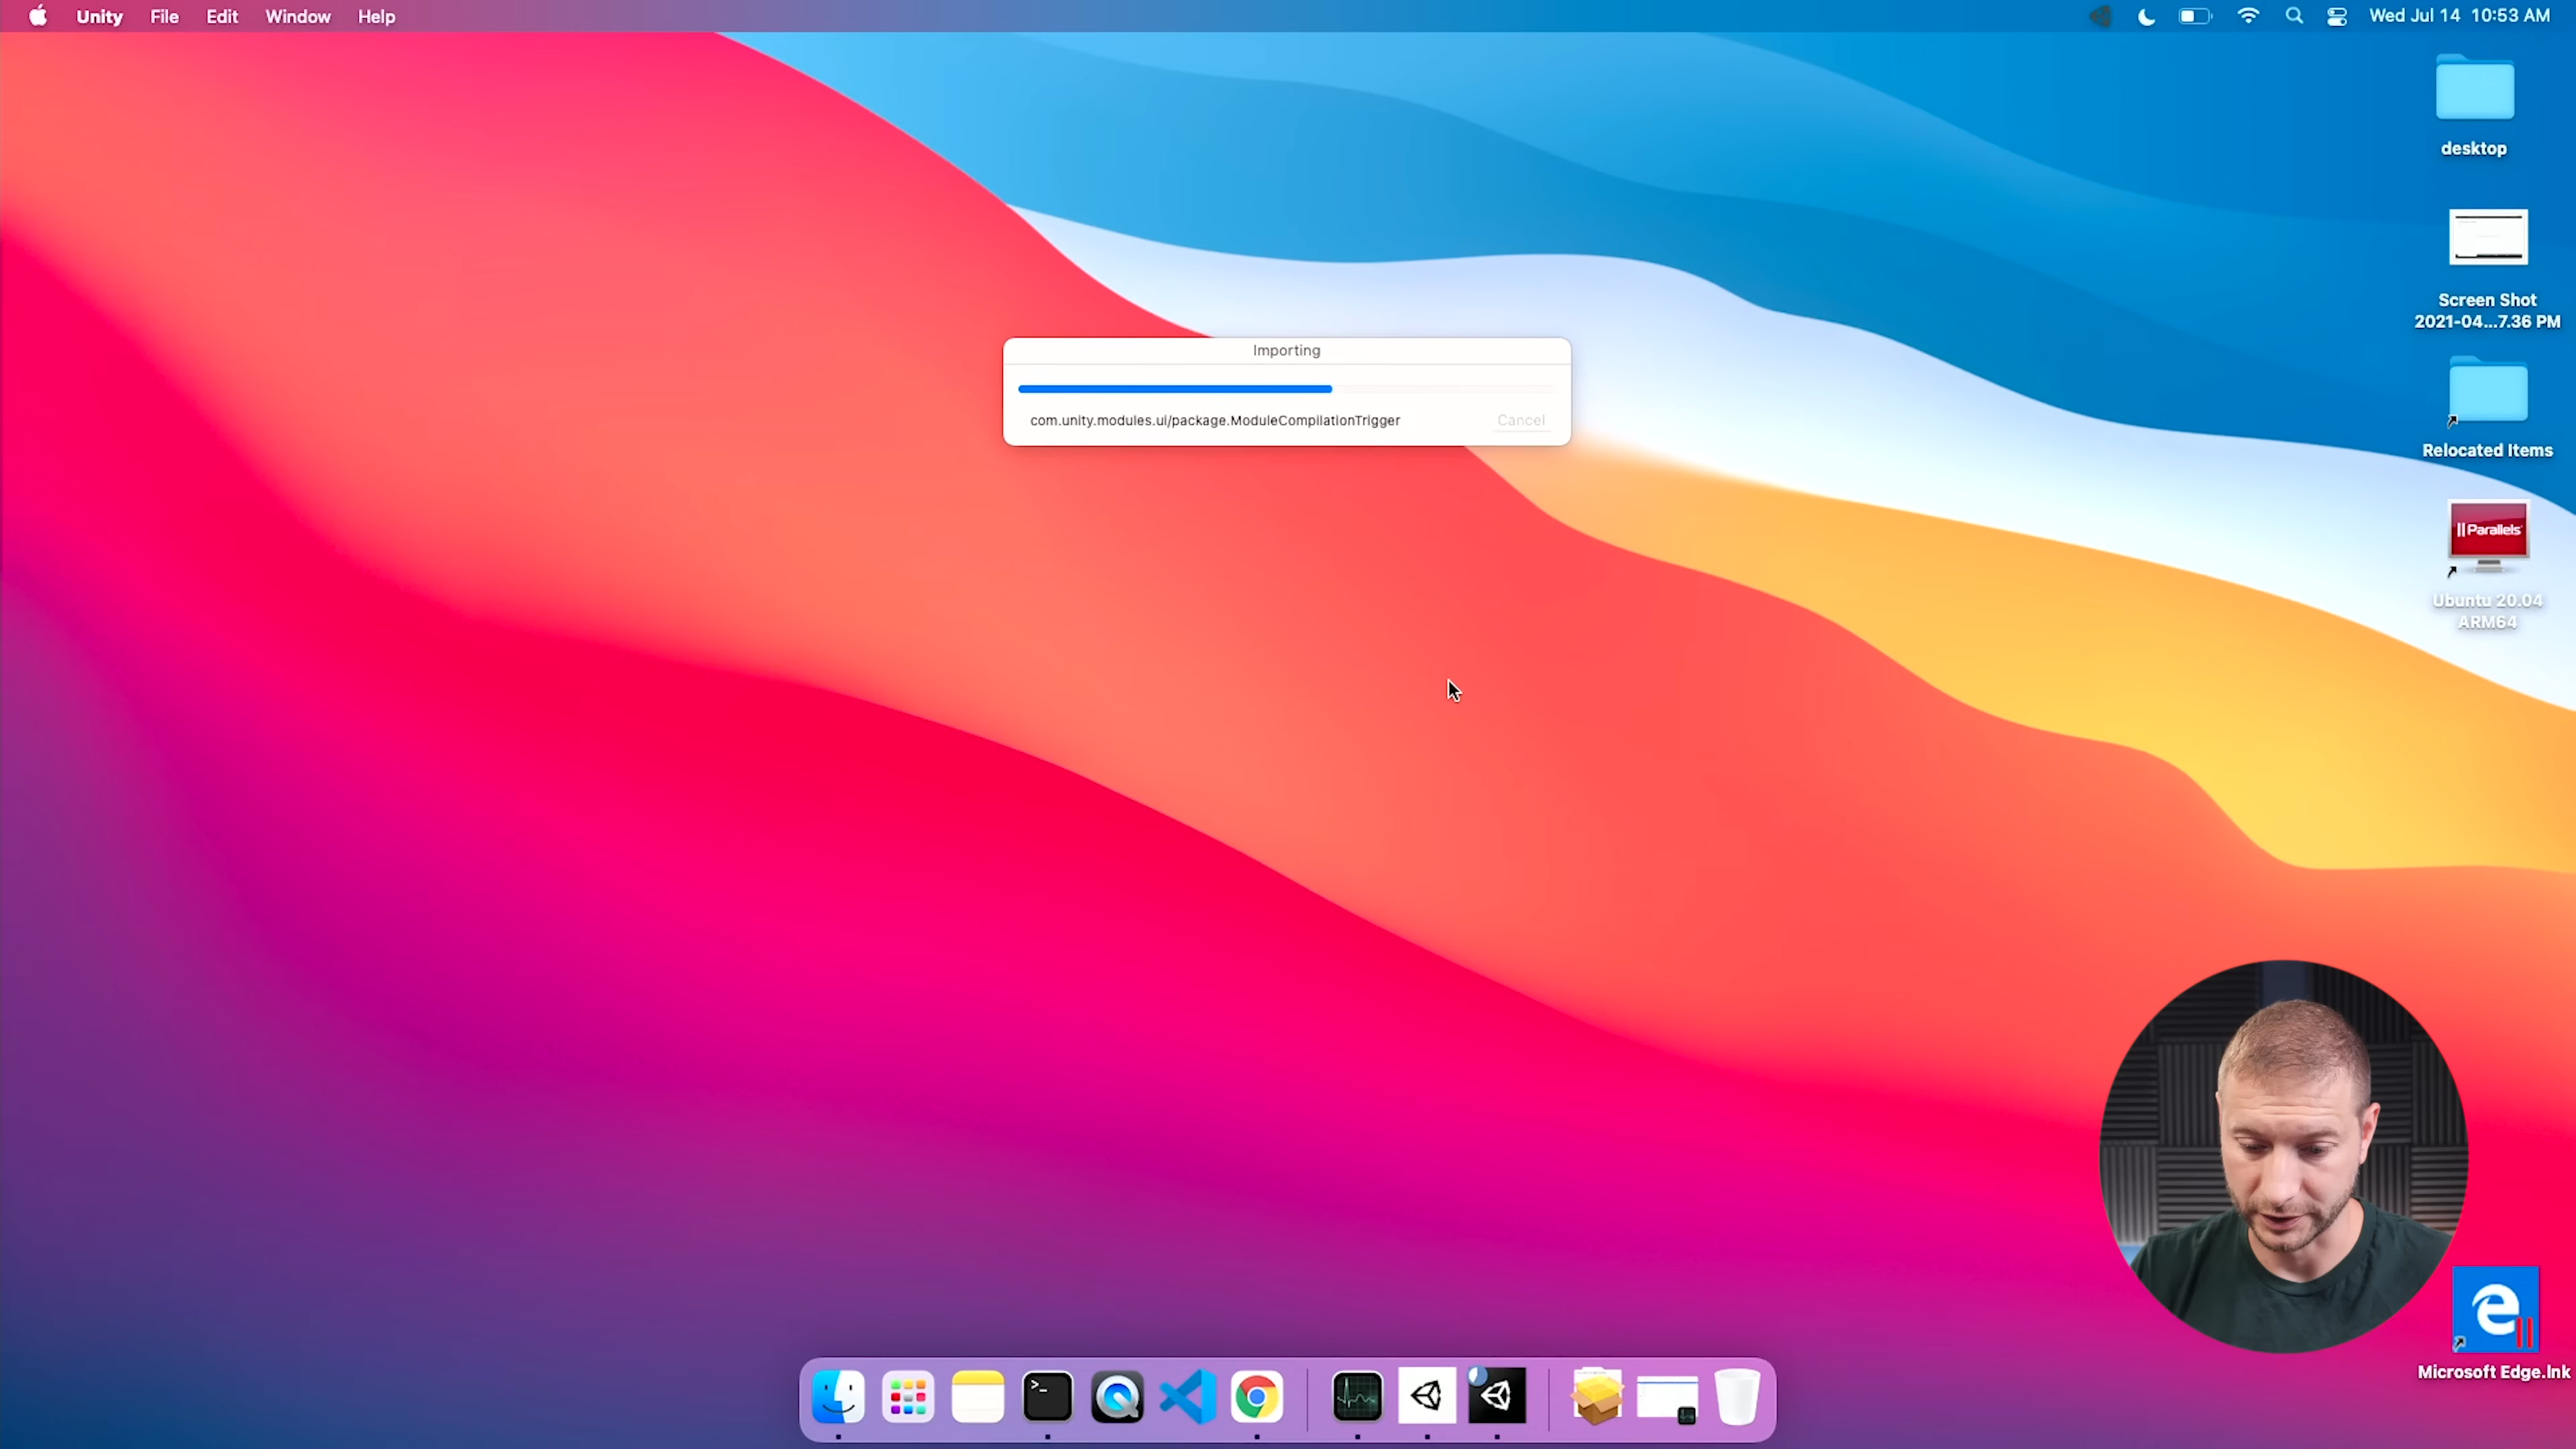 Unity File Edit Window Help
Wed Jul 14 10:53 AM
desktop
Screen Shot
2021-04...7.36 PM
Relocated Items
Parallels
Ubuntu 20.04
ARM64
Importing
com.unity.modules.ui/package.ModuleCompilationTrigger
Cancel
Microsoft Edge.lnk